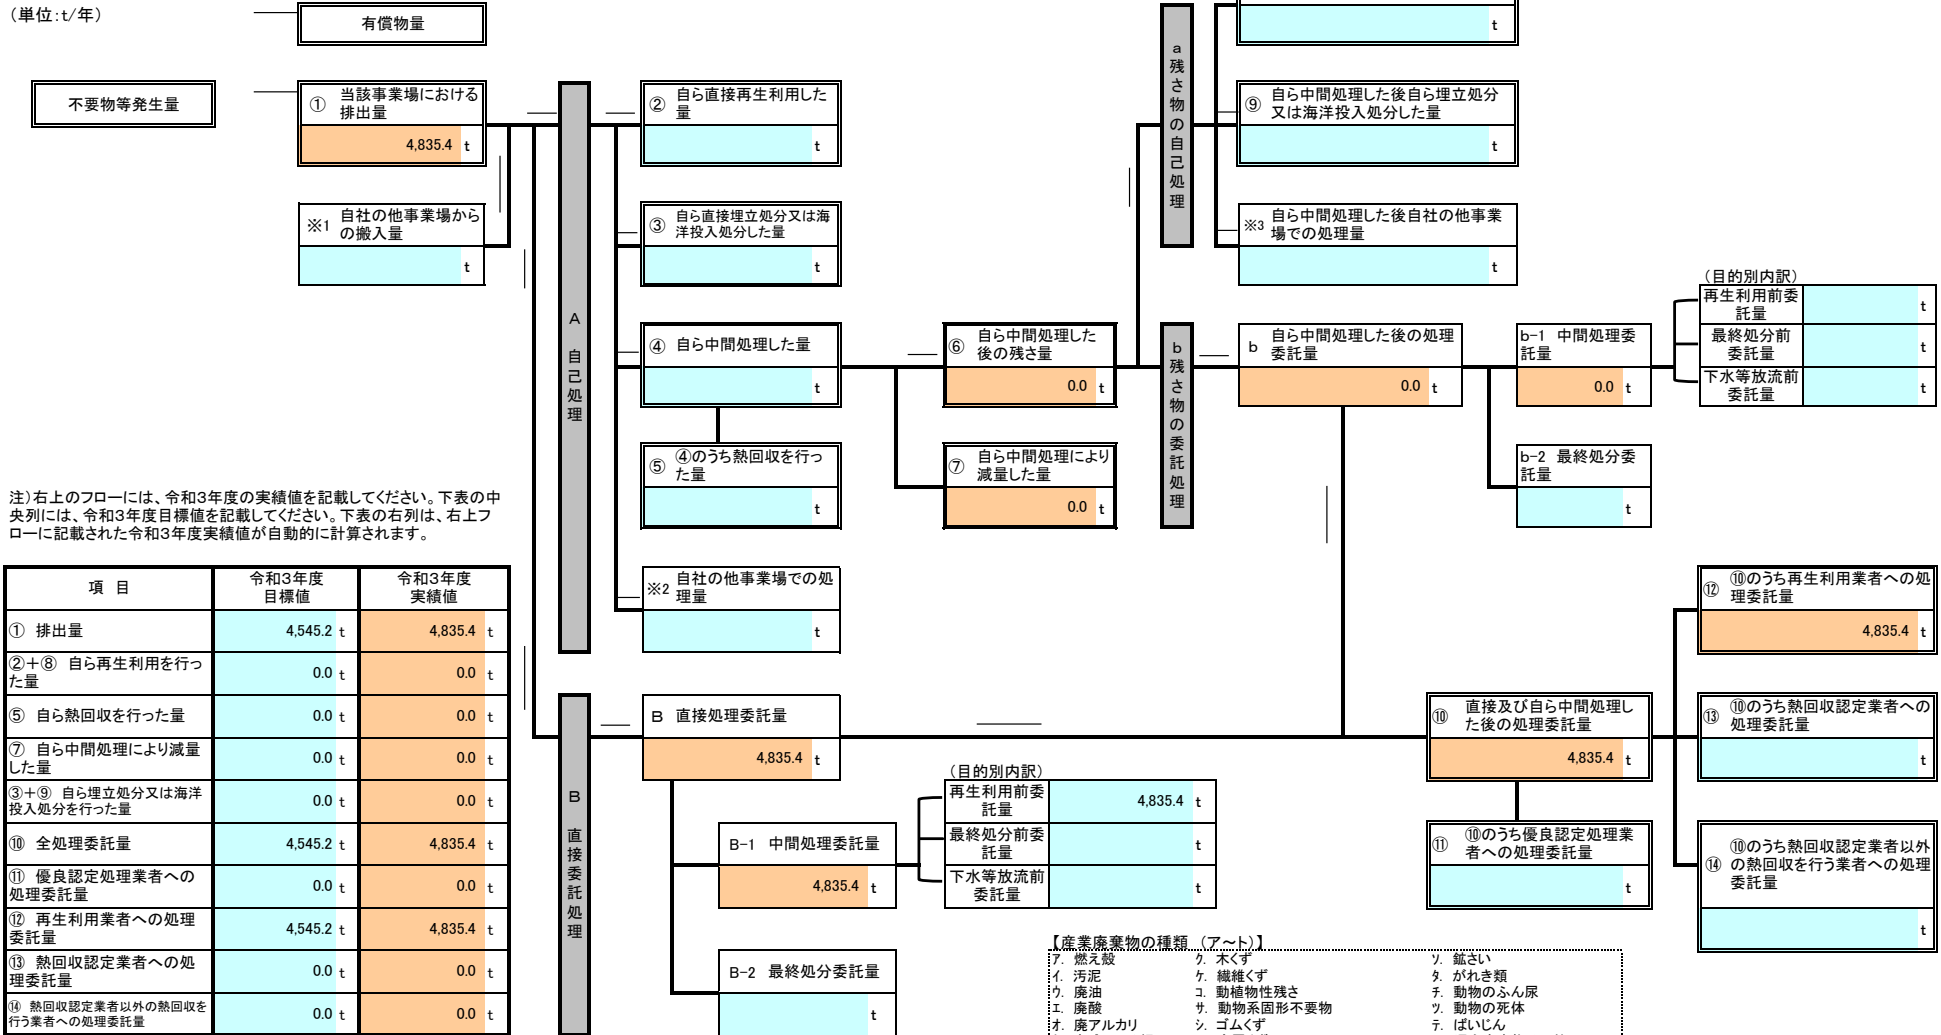 (単位:t/年)
有償物量
t
不要物等発生量
① 当該事業場における
排出量
4,835.4 t
※1 自社の他事業場から
の搬入量
t
A 自己処理
② 自ら直接再生利用した
量
t
③ 自ら直接埋立処分又は海
洋投入処分した量
t
④ 自ら中間処理した量
t
⑤ ④のうち熱回収を行っ
た量
t
※2 自社の他事業場での処
理量
t
⑥ 自ら中間処理した
後の残さ量
0.0 t
⑦ 自ら中間処理により
減量した量
0.0 t
a 残さ物の自己処理
⑨ 自ら中間処理した後自ら埋立処分
又は海洋投入処分した量
t
※3 自ら中間処理した後自社の他事業
場での処理量
t
b 残さ物の委託処理
b 自ら中間処理した後の処理
委託量
0.0 t
b-1 中間処理委
託量
0.0 t
b-2 最終処分委
託量
t
(目的別内訳)
再生利用前委
託量
t
最終処分前
委託量
t
下水等放流前
委託量
t
注)右上のフローには、令和3年度の実績値を記載してください。下表の中
央列には、令和3年度目標値を記載してください。下表の右列は、右上フ
ローに記載された令和3年度実績値が自動的に計算されます。
項 目 令和3年度 目標値 令和3年度 実績値
① 排出量 4,545.2 t 4,835.4 t
②+⑧ 自ら再生利用を行っ
た量 0.0 t 0.0 t
⑤ 自ら熱回収を行った量 0.0 t 0.0 t
⑦ 自ら中間処理により減量
した量 0.0 t 0.0 t
③+⑨ 自ら埋立処分又は海洋
投入処分を行った量 0.0 t 0.0 t
⑩ 全処理委託量 4,545.2 t 4,835.4 t
⑪ 優良認定処理業者への
処理委託量 0.0 t 0.0 t
⑫ 再生利用業者への処理
委託量 4,545.2 t 4,835.4 t
⑬ 熱回収認定業者への処
理委託量 0.0 t 0.0 t
⑭ 熱回収認定業者以外の熱回収を
行う業者への処理委託量 0.0 t 0.0 t
B 直接委託処理
B 直接処理委託量
4,835.4 t
B-1 中間処理委託量
4,835.4 t
B-2 最終処分委託量
t
(目的別内訳)
再生利用前委
託量
4,835.4 t
最終処分前委
託量
t
下水等放流前
委託量
t
⑩ 直接及び自ら中間処理し
た後の処理委託量
4,835.4 t
⑪ ⑩のうち優良認定処理業
者への処理委託量
t
⑫ ⑩のうち再生利用業者への処
理委託量
4,835.4 t
⑬ ⑩のうち熱回収認定業者への
処理委託量
t
⑭ ⑩のうち熱回収認定業者以外
の熱回収を行う業者への処理
委託量
t
【産業廃棄物の種類 (ア～ト)】
ア. 燃え殻 ク. 木くず ソ. 鉱さい
イ. 汚泥 ケ. 繊維くず タ. がれき類
ウ. 廃油 コ. 動植物性残さ チ. 動物のふん尿
エ. 廃酸 サ. 動物系固形不要物 ツ. 動物の死体
オ. 廃アルカリ シ. ゴムくず テ. ばいじん